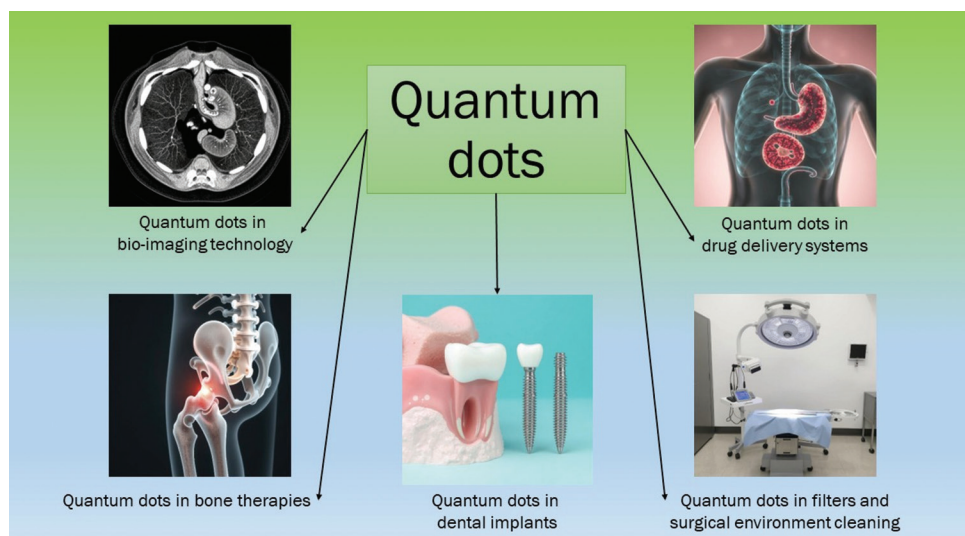 Quantum
dots
Quantum dots in
bio-imaging technology
Quantum dots in
drug delivery systems
Quantum dots in bone therapies
Quantum dots in
dental implants
Quantum dots in filters and
surgical environment cleaning